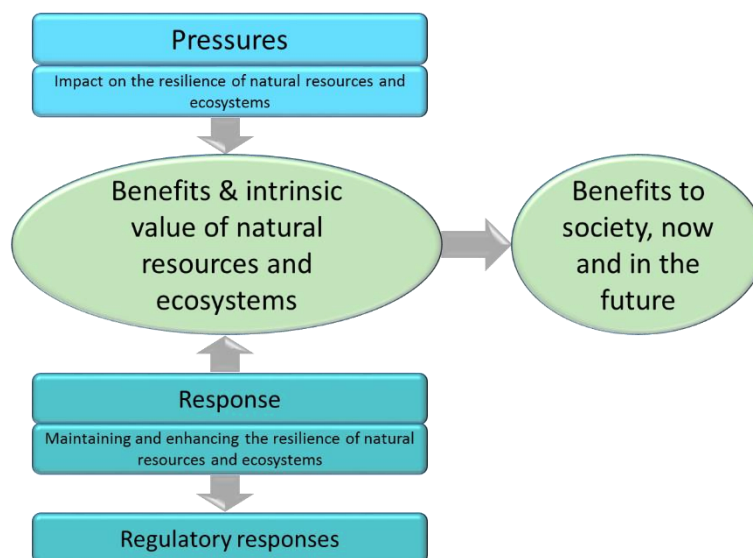 Pressures
Impact on the resilience of natural resources and
ecosystems
Benefits & intrinsic
value of natural
resources and
ecosystems
Benefits to
society, now
and in the
future
Response
Maintaining and enhancing the resilience of natural
resources and ecosystems
Regulatory responses